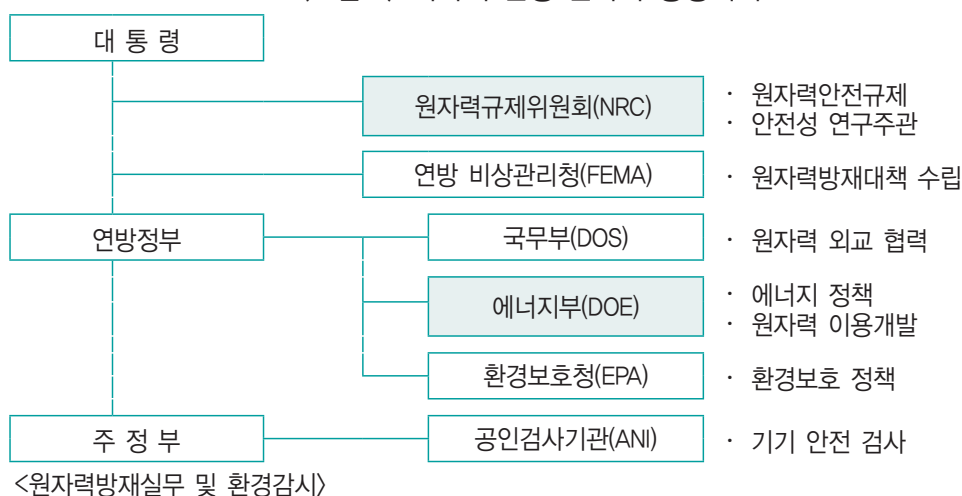 대 통 령
원자력규제위원회(NRC)
· 원자력안전규제
· 안전성 연구주관
연방 비상관리청(FEMA)
· 원자력방재대책 수립
연방정부
국무부(DOS)
· 원자력 외교 협력
에너지부(DOE)
· 에너지 정책
· 원자력 이용개발
환경보호청(EPA)
· 환경보호 정책
주 정 부
공인검사기관(ANI)
· 기기 안전 검사
<원자력방재실무 및 환경감시>